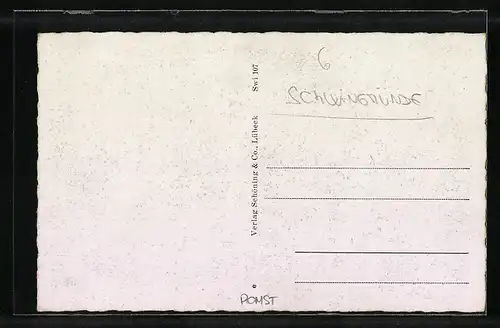 6
SCHWINEMÜNDE
Verlag Schöning & Co., Lübeck Swi 107
POMST